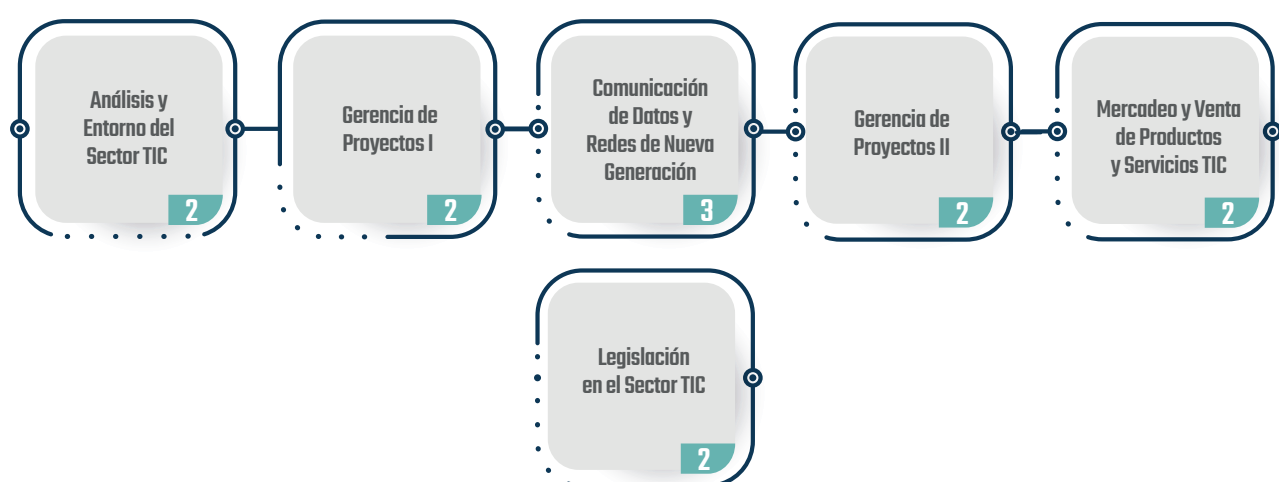 Análisis y
Entorno del
Sector TIC
2
Gerencia de
Proyectos I
2
Comunicación
de Datos y
Redes de Nueva
Generación
3
Gerencia de
Proyectos II
2
Mercadeo y Venta
de Productos
y Servicios TIC
2
Legislación
en el Sector TIC
2